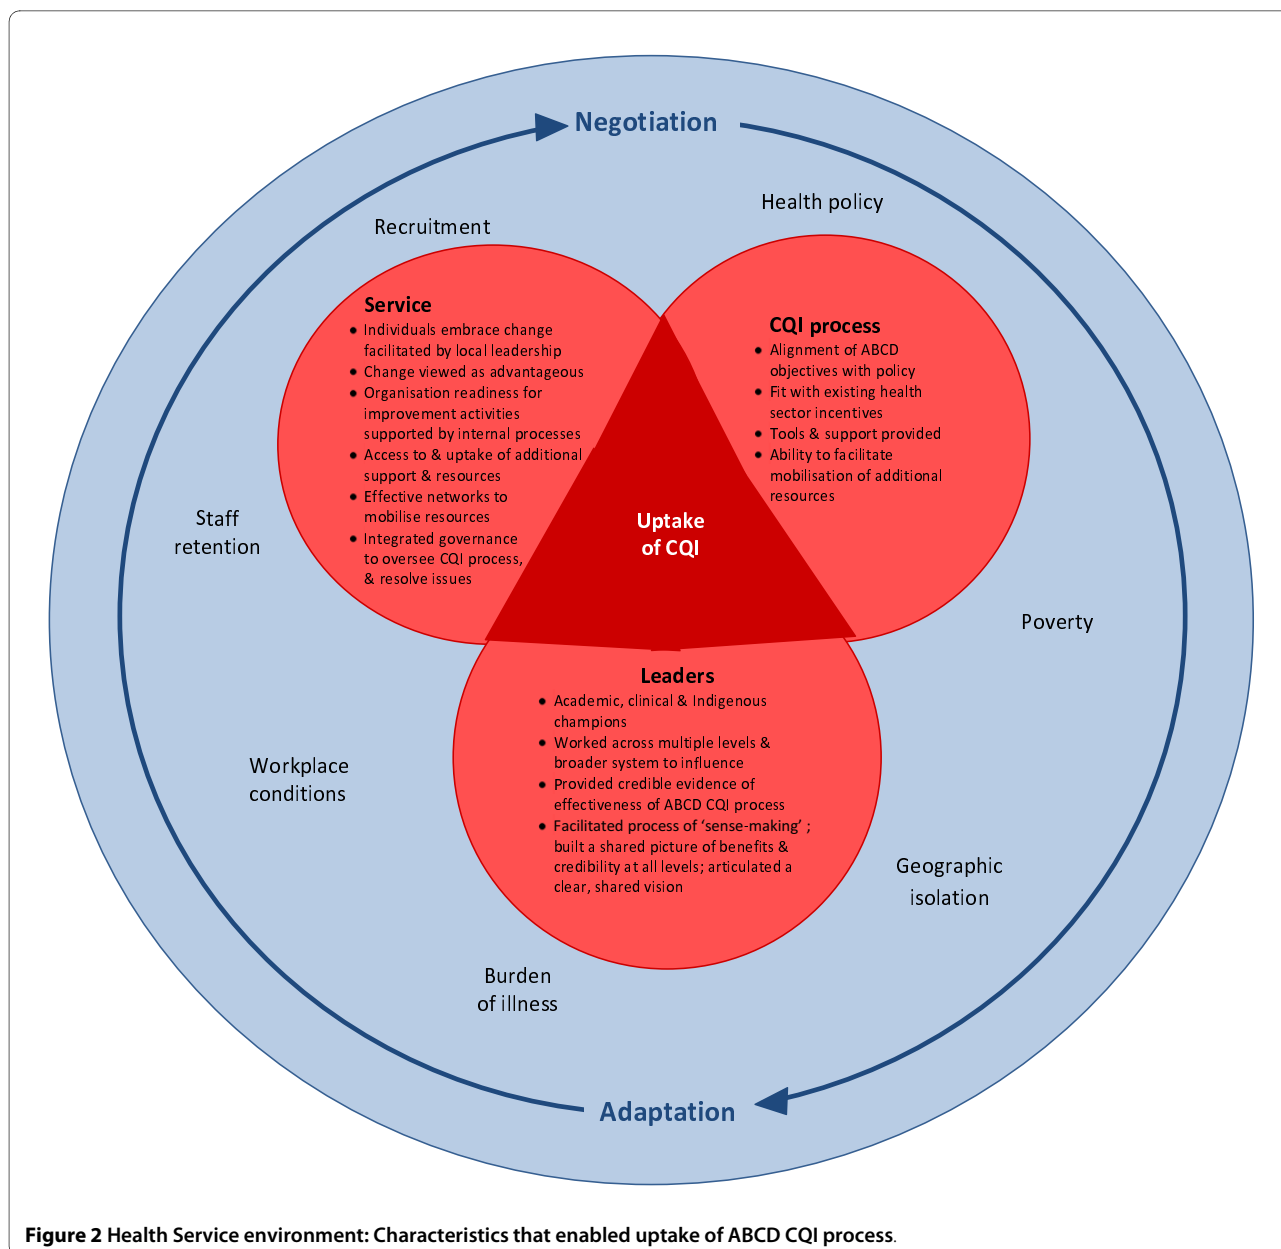 Negotiation
Health policy
Recruitment
Service
• Individuals embrace change
facilitated by local leadership
• Change viewed as advantageous
• Organisation readiness for
improvement activities
supported by internal processes
• Access to & uptake of additional
support & resources
• Effective networks to
mobilise resources
• Integrated governance
to oversee CQI process,
& resolve issues
CQI process
• Alignment of ABCD
objectives with policy
• Fit with existing health
sector incentives
• Tools & support provided
• Ability to facilitate
mobilisation of additional
resources
Uptake
of CQI
Staff
retention
Poverty
Leaders
• Academic, clinical & Indigenous
champions
• Worked across multiple levels &
broader system to influence
• Provided credible evidence of
effectiveness of ABCD CQI process
• Facilitated process of ‘sense-making’ ;
built a shared picture of benefits &
credibility at all levels; articulated a
clear, shared vision
Workplace
conditions
Geographic
isolation
Burden
of illness
Adaptation
Figure 2 Health Service environment: Characteristics that enabled uptake of ABCD CQI process.